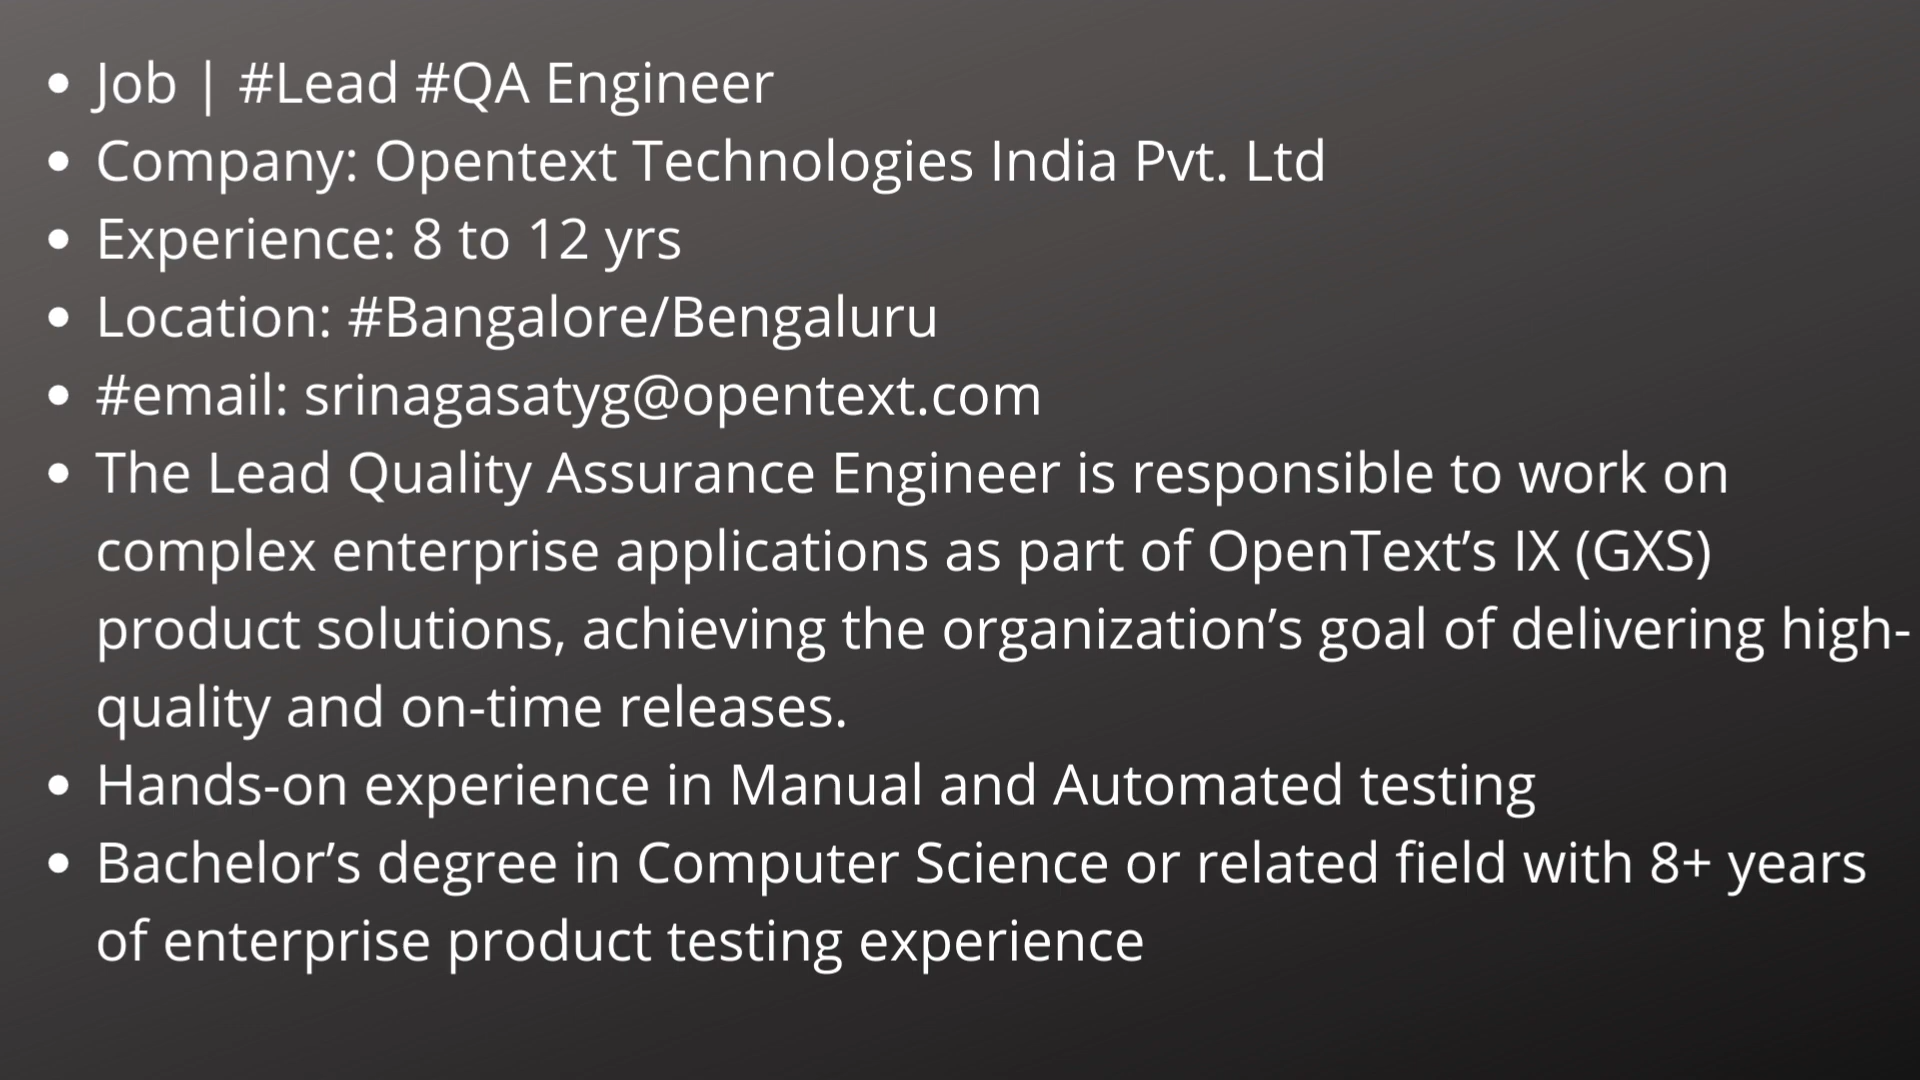 • Job | #Lead #QA Engineer
• Company: Opentext Technologies India Pvt. Ltd
• Experience: 8 to 12 yrs
• Location: #Bangalore/Bengaluru
• #email: srinagasatyg@opentext.com
• The Lead Quality Assurance Engineer is responsible to work on
complex enterprise applications as part of OpenText’s IX (GXS)
product solutions, achieving the organization’s goal of delivering high-
quality and on-time releases.
• Hands-on experience in Manual and Automated testing
• Bachelor’s degree in Computer Science or related field with 8+ years
of enterprise product testing experience